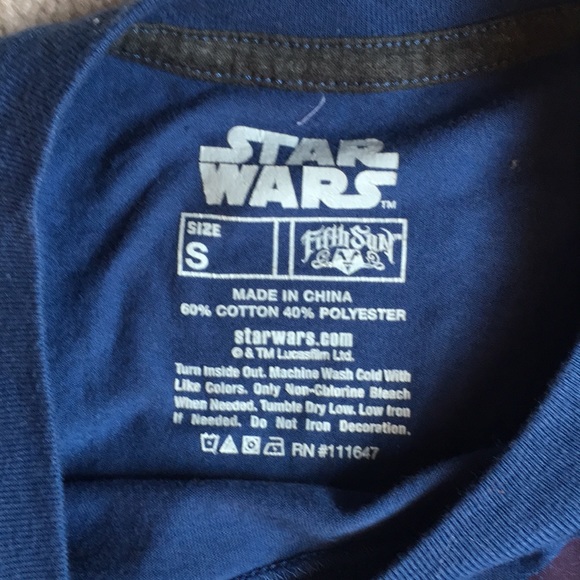 STAR
WARS™
SIZE
S
Fifth Sun™
MADE IN CHINA
60% COTTON 40% POLYESTER
starwars.com
© & TM Lucasfilm Ltd.
Turn Inside Out. Machine Wash Cold With
Like Colors. Only Non-Chlorine Bleach
When Needed. Tumble Dry Low. Low Iron
If Needed. Do Not Iron Decoration.
RN #111647